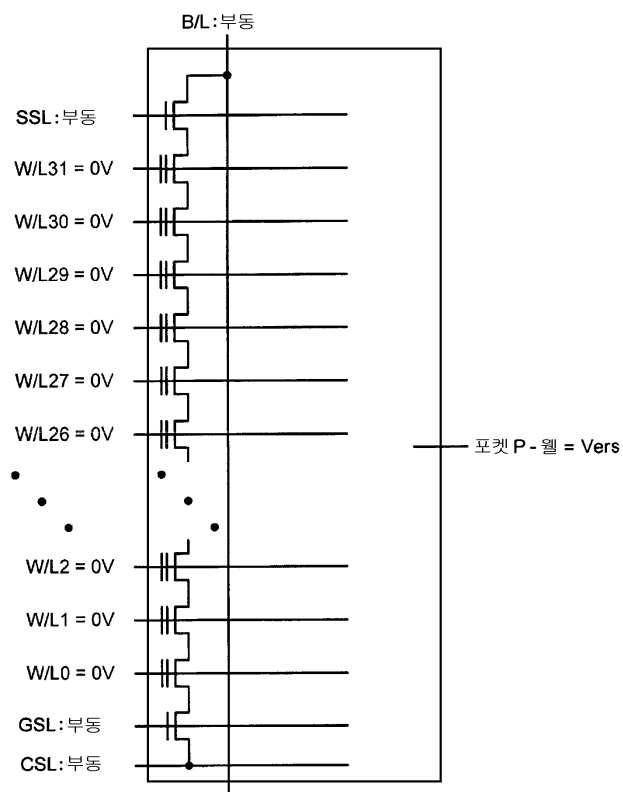 B/L:부동
SSL:부동
W/L31 = 0V
W/L30 = 0V
W/L29 = 0V
W/L28 = 0V
W/L27 = 0V
W/L26 = 0V
포켓 P - 웰 = Vers
W/L2 = 0V
W/L1 = 0V
W/L0 = 0V
GSL:부동
CSL:부동